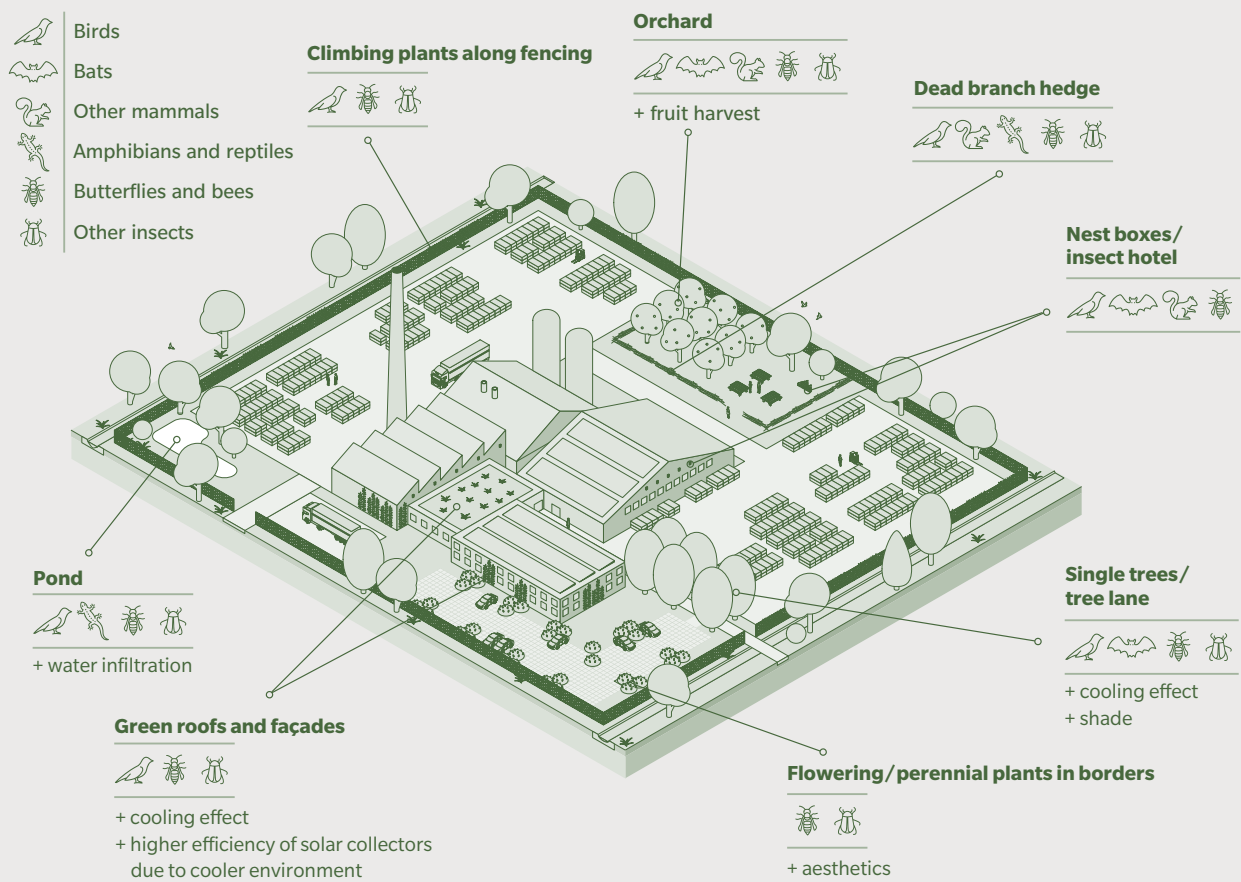 Birds
Bats
Other mammals
Amphibians and reptiles
Butterflies and bees
Other insects
Climbing plants along fencing
Orchard
+ fruit harvest
Dead branch hedge
Nest boxes/
insect hotel
Pond
+ water infiltration
Single trees/
tree lane
+ cooling effect
+ shade
Green roofs and façades
+ cooling effect
+ higher efficiency of solar collectors
due to cooler environment
Flowering/perennial plants in borders
+ aesthetics